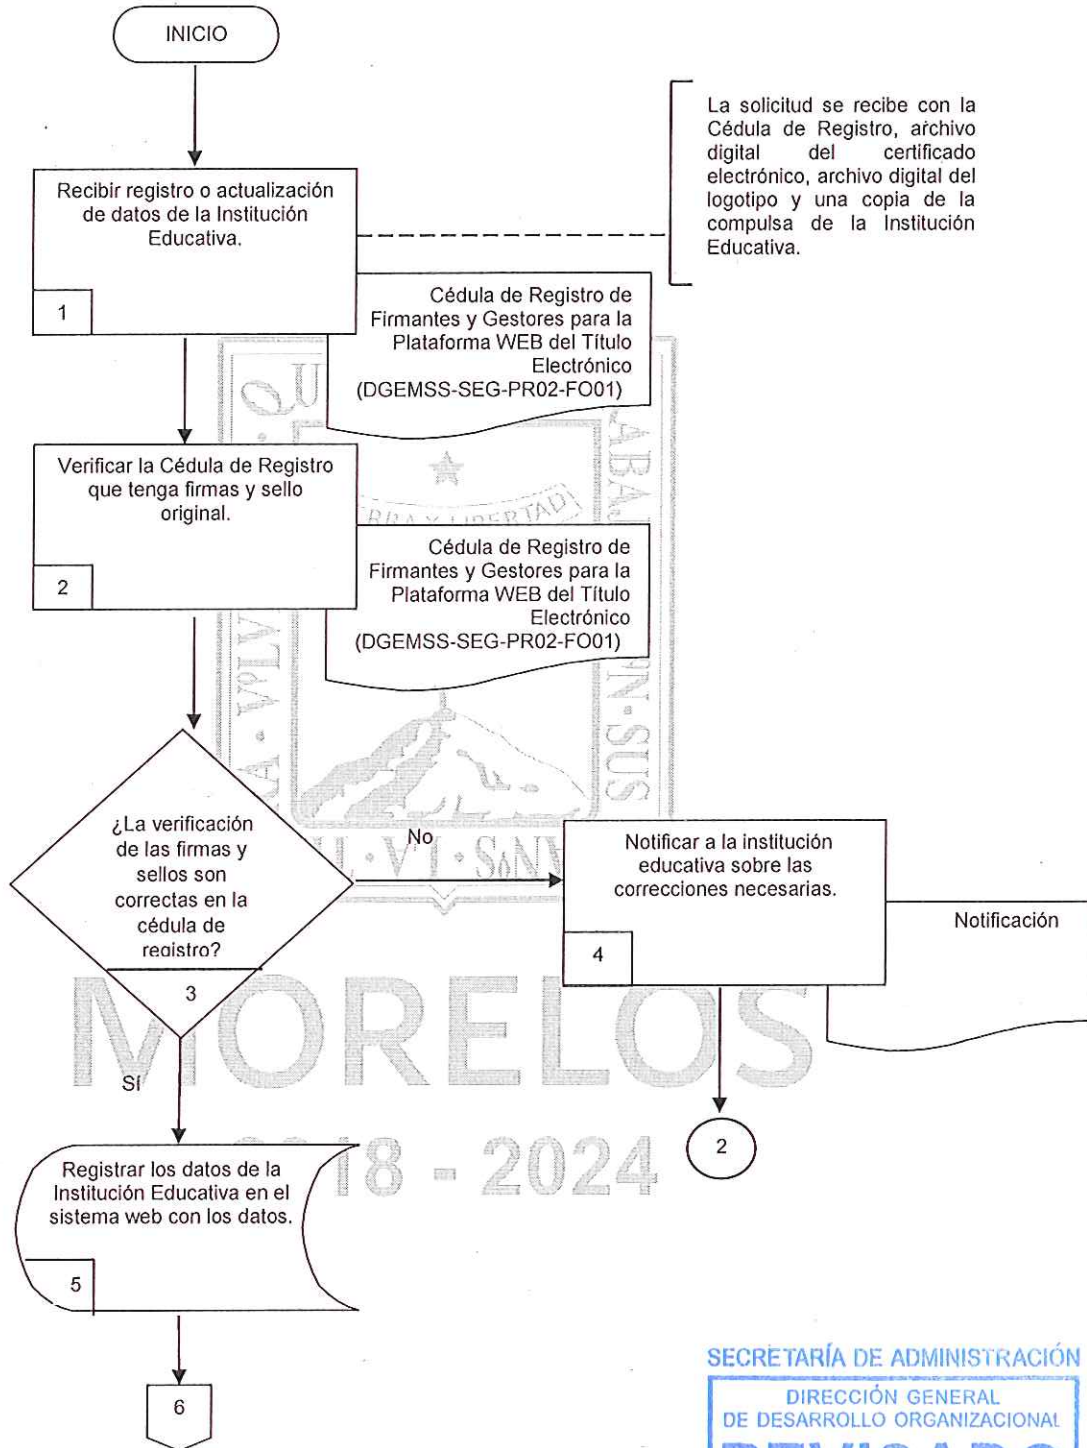 INICIO
La solicitud se recibe con la
Cédula de Registro, archivo
digital del certificado
electrónico, archivo digital del
logotipo y una copia de la
compulsa de la Institución
Educativa.
Recibir registro o actualización
de datos de la Institución
Educativa.
1
Cédula de Registro de
Firmantes y Gestores para la
Plataforma WEB del Título
Electrónico
(DGEMSS-SEG-PR02-FO01)
Verificar la Cédula de Registro
que tenga firmas y sello
original.
2
Cédula de Registro de
Firmantes y Gestores para la
Plataforma WEB del Título
Electrónico
(DGEMSS-SEG-PR02-FO01)
¿La verificación
de las firmas y
sellos son
correctas en la
cédula de
registro?
3
No
Notificar a la institución
educativa sobre las
correcciones necesarias.
4
Notificación
MORELOS
SÍ
2
18 - 2024
Registrar los datos de la
Institución Educativa en el
sistema web con los datos.
5
6
SECRETARÍA DE ADMINISTRACIÓN
DIRECCIÓN GENERAL
DE DESARROLLO ORGANIZACIONAL
REVISADO